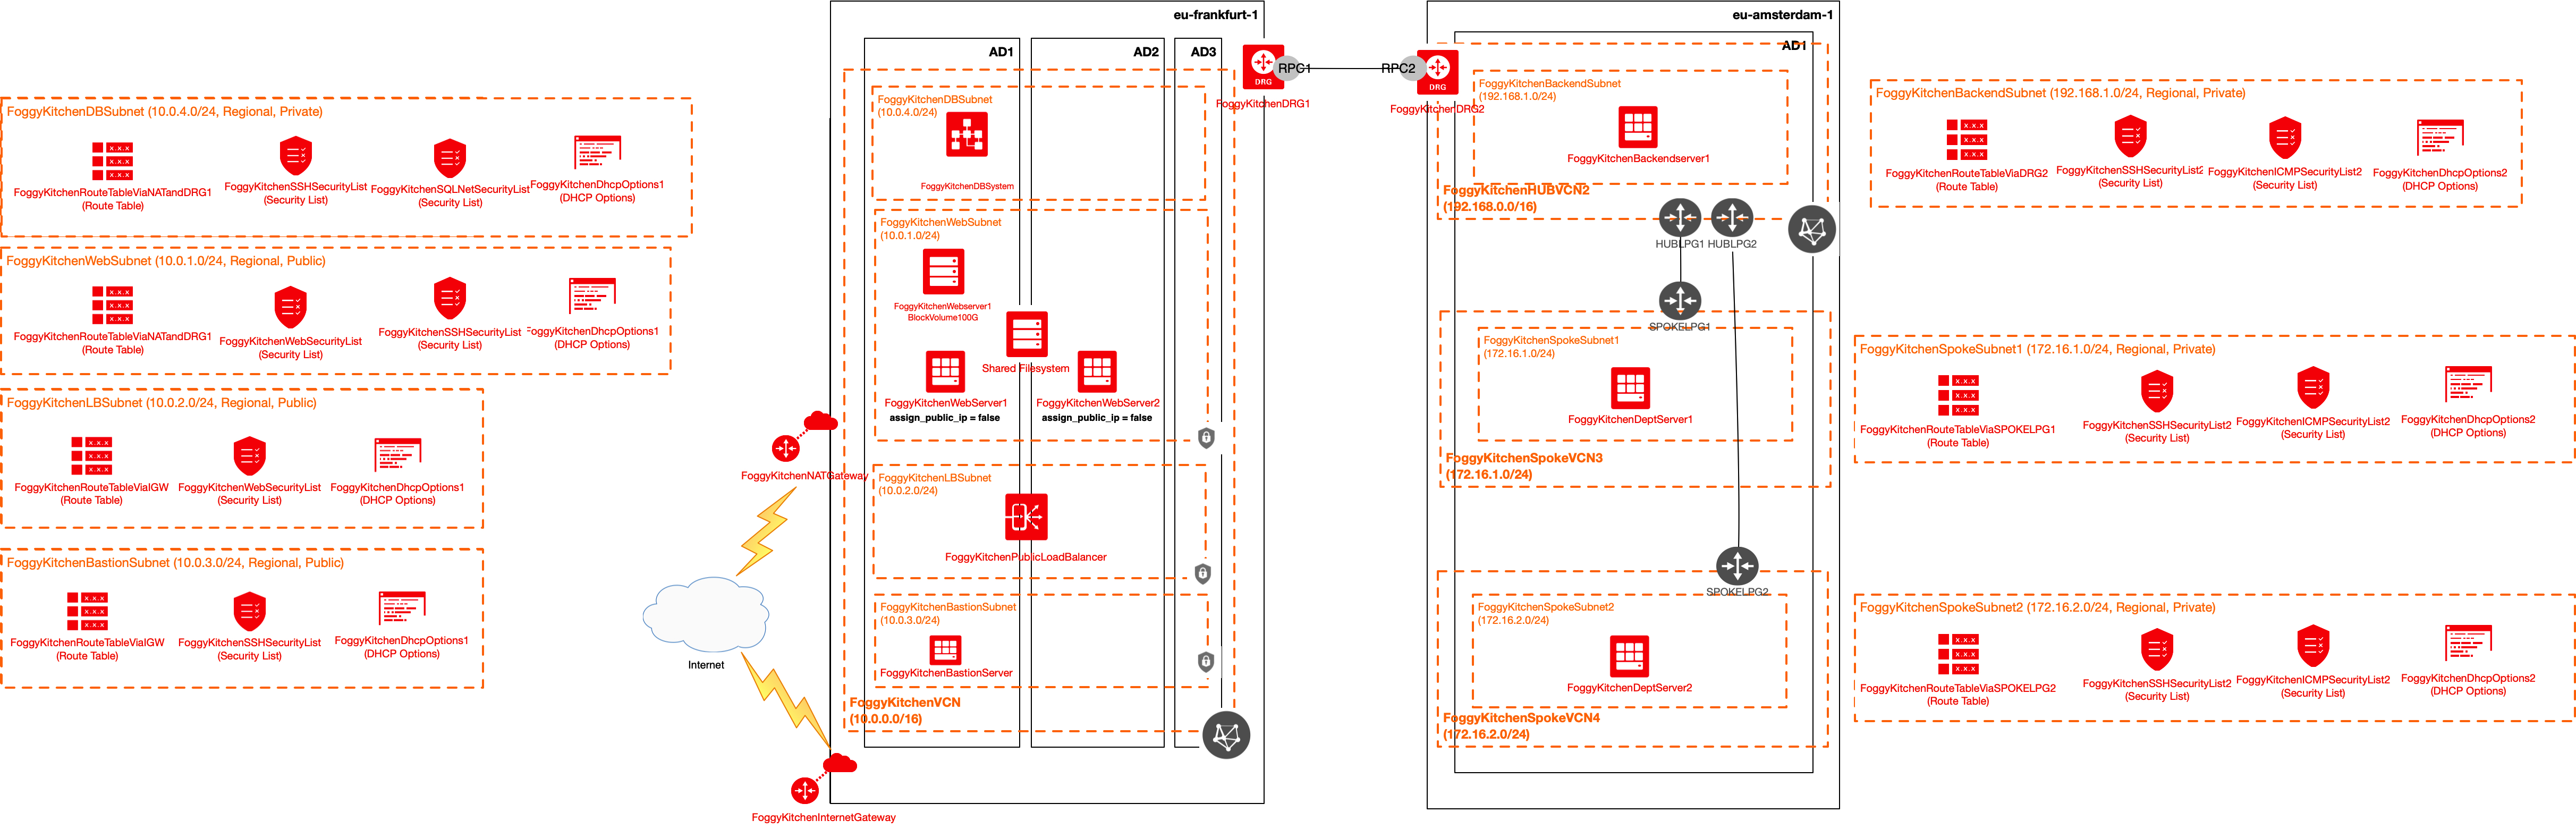 FoggyKitchenDBSubnet (10.0.4.0/24, Regional, Private)
FoggyKitchenRouteTableViaNATandDRG1
(Route Table)
FoggyKitchenSSHSecurityList
(Security List)
FoggyKitchenSQLNetSecurityList
(Security List)
FoggyKitchenDhcpOptions1
(DHCP Options)
FoggyKitchenWebSubnet (10.0.1.0/24, Regional, Public)
FoggyKitchenRouteTableViaNATandDRG1
(Route Table)
FoggyKitchenWebSecurityList
(Security List)
FoggyKitchenSSHSecurityList
(Security List)
FoggyKitchenDhcpOptions1
(DHCP Options)
FoggyKitchenLBSubnet (10.0.2.0/24, Regional, Public)
FoggyKitchenRouteTableViaIGW
(Route Table)
FoggyKitchenWebSecurityList
(Security List)
FoggyKitchenDhcpOptions1
(DHCP Options)
FoggyKitchenBastionSubnet (10.0.3.0/24, Regional, Public)
FoggyKitchenRouteTableViaIGW
(Route Table)
FoggyKitchenSSHSecurityList
(Security List)
FoggyKitchenDhcpOptions1
(DHCP Options)
FoggyKitchenNATGateway
Internet
FoggyKitchenInternetGateway
eu-frankfurt-1
AD1
AD2
AD3
FoggyKitchenDBSubnet
(10.0.4.0/24)
FoggyKitchenDBSystem
FoggyKitchenWebSubnet
(10.0.1.0/24)
FoggyKitchenWebserver1
BlockVolume100G
Shared Filesystem
FoggyKitchenWebServer1
assign_public_ip = false
FoggyKitchenWebServer2
assign_public_ip = false
FoggyKitchenLBSubnet
(10.0.2.0/24)
FoggyKitchenPublicLoadBalancer
FoggyKitchenBastionSubnet
(10.0.3.0/24)
FoggyKitchenBastionServer
FoggyKitchenVCN
(10.0.0.0/16)
DRG
RPC1
FoggyKitchenDRG1
RPC2
DRG
FoggyKitchenDRG2
eu-amsterdam-1
AD1
FoggyKitchenBackendSubnet
(192.168.1.0/24)
FoggyKitchenBackendserver1
FoggyKitchenHUBVCN2
(192.168.0.0/16)
HUBLPG1
HUBLPG2
SPOKELPG1
FoggyKitchenSpokeSubnet1
(172.16.1.0/24)
FoggyKitchenDeptServer1
FoggyKitchenSpokeVCN3
(172.16.1.0/24)
SPOKELPG2
FoggyKitchenSpokeSubnet2
(172.16.2.0/24)
FoggyKitchenDeptServer2
FoggyKitchenSpokeVCN4
(172.16.2.0/24)
FoggyKitchenBackendSubnet (192.168.1.0/24, Regional, Private)
FoggyKitchenRouteTableViaDRG2
(Route Table)
FoggyKitchenSSHSecurityList2
(Security List)
FoggyKitchenICMPSecurityList2
(Security List)
FoggyKitchenDhcpOptions2
(DHCP Options)
FoggyKitchenSpokeSubnet1 (172.16.1.0/24, Regional, Private)
FoggyKitchenRouteTableViaSPOKELPG1
(Route Table)
FoggyKitchenSSHSecurityList2
(Security List)
FoggyKitchenICMPSecurityList2
(Security List)
FoggyKitchenDhcpOptions2
(DHCP Options)
FoggyKitchenSpokeSubnet2 (172.16.2.0/24, Regional, Private)
FoggyKitchenRouteTableViaSPOKELPG2
(Route Table)
FoggyKitchenSSHSecurityList2
(Security List)
FoggyKitchenICMPSecurityList2
(Security List)
FoggyKitchenDhcpOptions2
(DHCP Options)